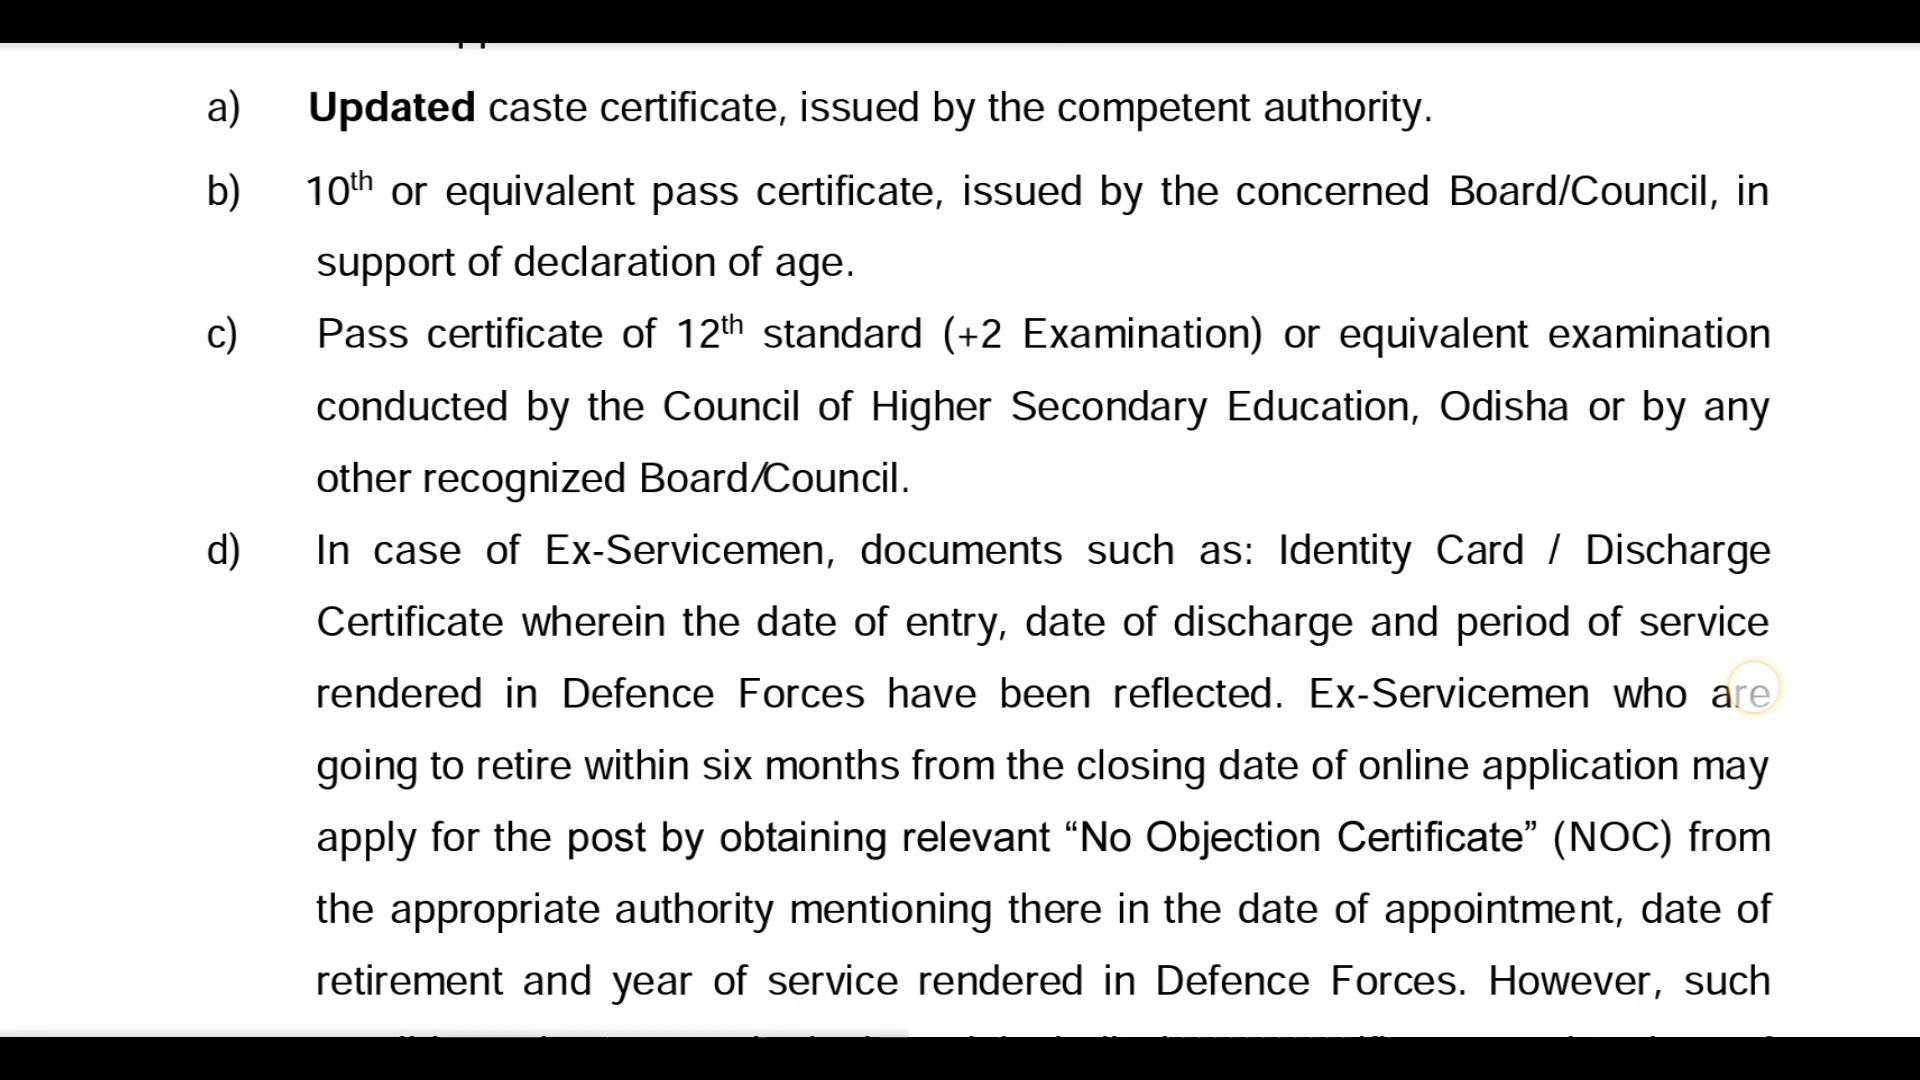 a) Updated caste certificate, issued by the competent authority.
b) 10th or equivalent pass certificate, issued by the concerned Board/Council, in
support of declaration of age.
c) Pass certificate of 12th standard (+2 Examination) or equivalent examination
conducted by the Council of Higher Secondary Education, Odisha or by any
other recognized Board/Council.
d) In case of Ex-Servicemen, documents such as: Identity Card / Discharge
Certificate wherein the date of entry, date of discharge and period of service
rendered in Defence Forces have been reflected. Ex-Servicemen who are
going to retire within six months from the closing date of online application may
apply for the post by obtaining relevant “No Objection Certificate” (NOC) from
the appropriate authority mentioning there in the date of appointment, date of
retirement and year of service rendered in Defence Forces. However, such